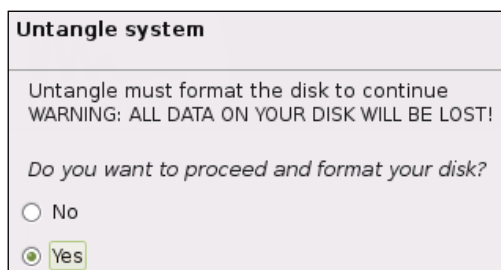 Untangle system
Untangle must format the disk to continue
WARNING: ALL DATA ON YOUR DISK WILL BE LOST!
Do you want to proceed and format your disk?
No
Yes